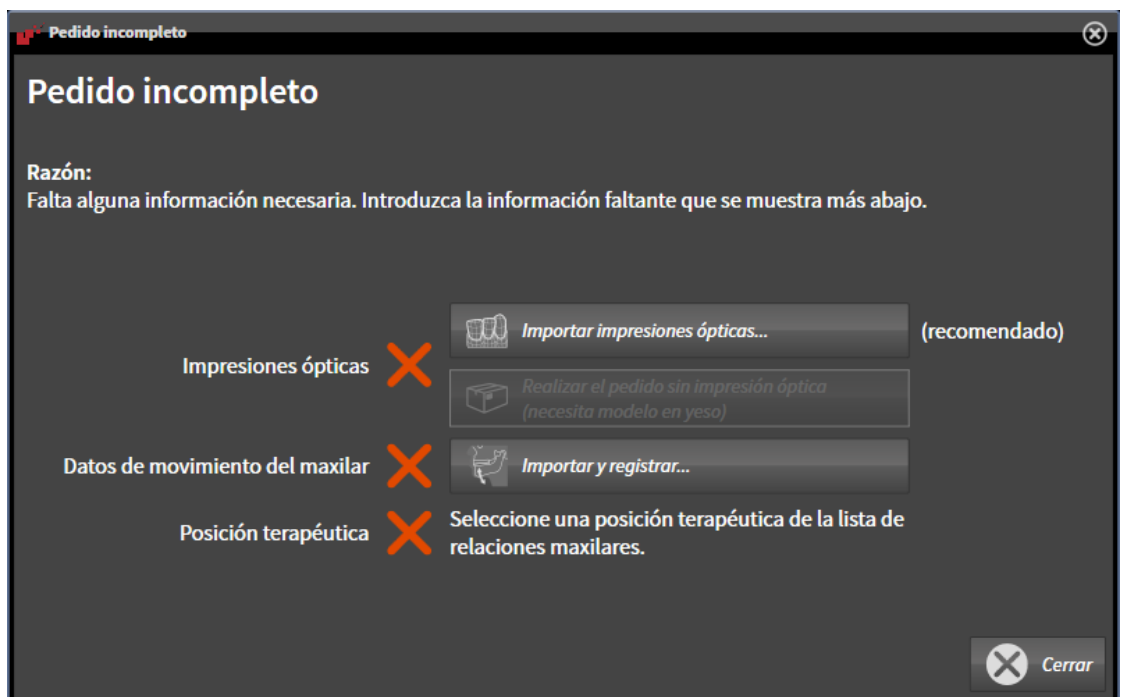 Pedido incompleto
Pedido incompleto
Razón:
Falta alguna información necesaria. Introduzca la información faltante que se muestra más abajo.
Importar impresiones ópticas...
(recomendado)
Impresiones ópticas
Realizar el pedido sin impresión óptica
(necesita modelo en yeso)
Datos de movimiento del maxilar
Importar y registrar...
Posición terapéutica
Seleccione una posición terapéutica de la lista de
relaciones maxilares.
Cerrar